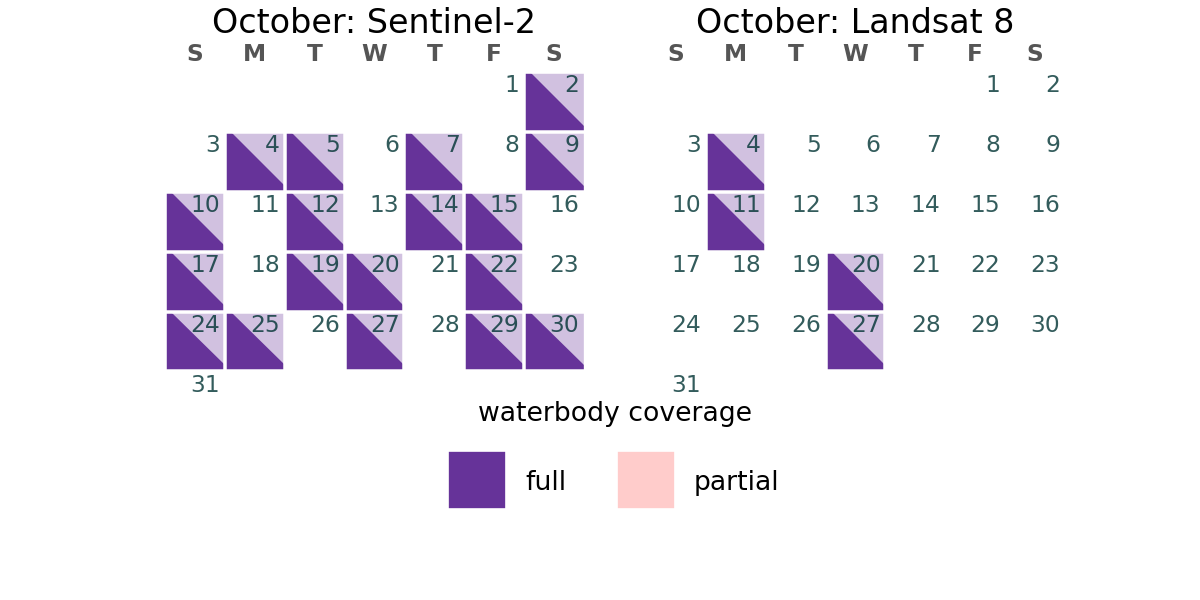 October: Sentinel-2
S M T W T F S
1 2
3 4 5 6 7 8 9
10 11 12 13 14 15 16
17 18 19 20 21 22 23
24 25 26 27 28 29 30
31
October: Landsat 8
S M T W T F S
1 2
3 4 5 6 7 8 9
10 11 12 13 14 15 16
17 18 19 20 21 22 23
24 25 26 27 28 29 30
31
waterbody coverage
full partial